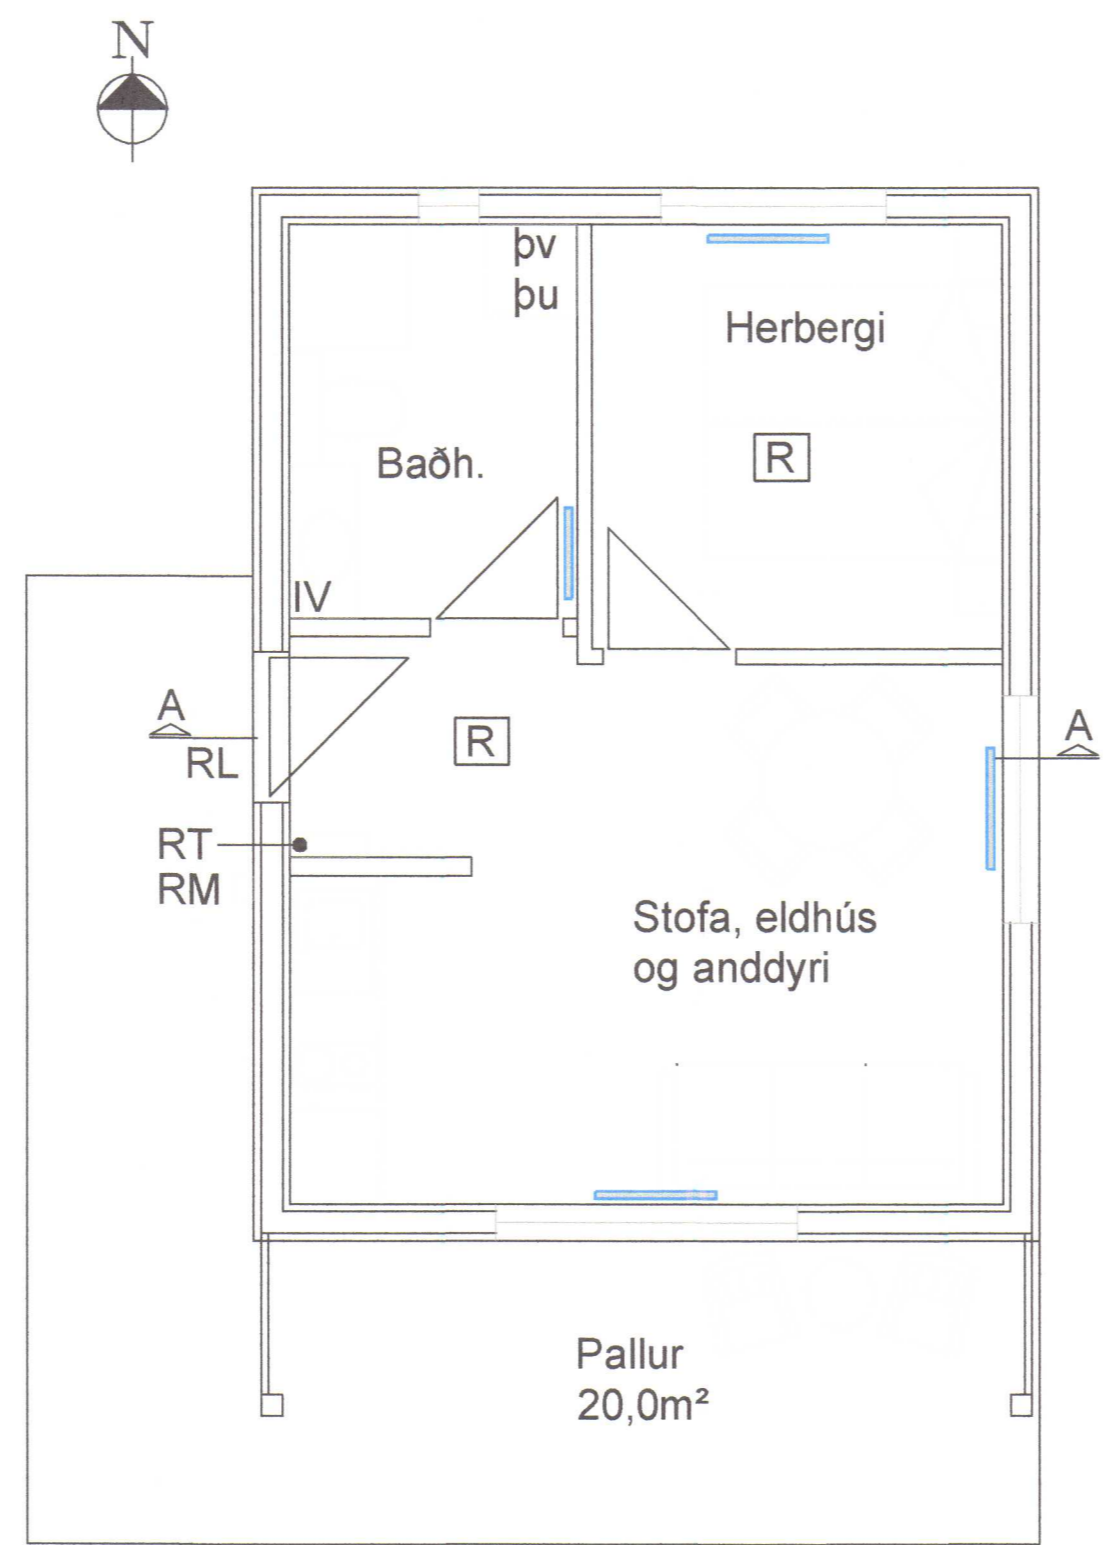 N
þv
þu
Herbergi
R
Baðh.
IV
A
RL
R
A
RT
RM
Stofa, eldhús
og anddyri
Pallur
20,0m²